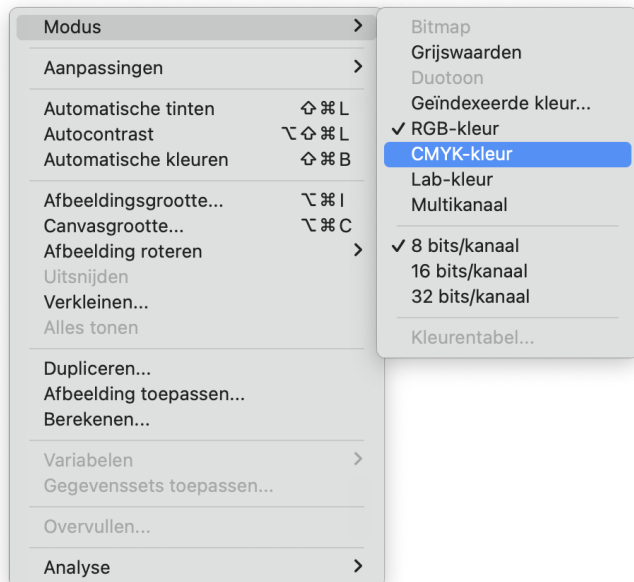 Modus
Aanpassingen
Automatische tinten ⇧⌘L
Autocontrast ⌥⇧⌘L
Automatische kleuren ⇧⌘B
Afbeeldingsgrootte... ⌥⌘I
Canvasgrootte... ⌥⌘C
Afbeelding roteren
Uitsnijden
Verkleinen...
Alles tonen
Dupliceren...
Afbeelding toepassen...
Berekenen...
Variabelen
Gegevenssets toepassen...
Overvullen...
Analyse
Bitmap
Grijswaarden
Duotoon
Geïndexeerde kleur...
✓ RGB-kleur
CMYK-kleur
Lab-kleur
Multikanaal
✓ 8 bits/kanaal
16 bits/kanaal
32 bits/kanaal
Kleurentabel...